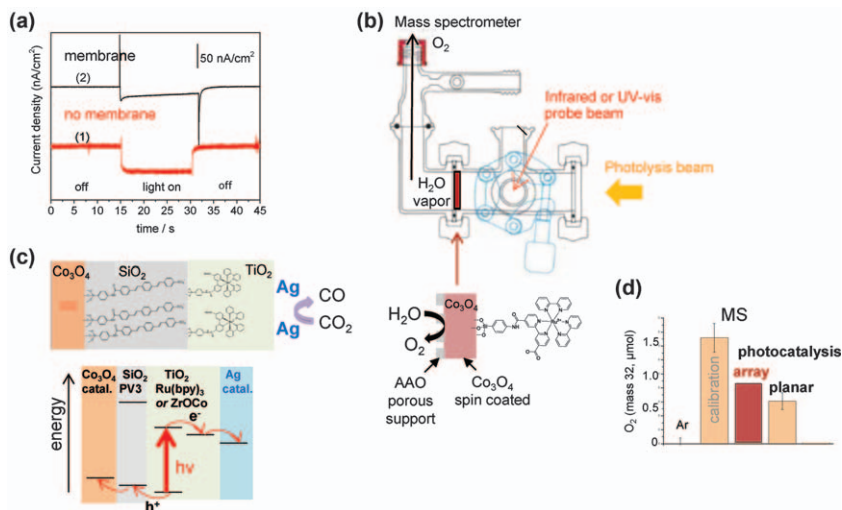 (a)
Current density (nA/cm²)
membrane
(2)
50 nA/cm²
no membrane
(1)
off
light on
off
0 5 10 15 20 25 30 35 40 45
time / s
(b)
Mass spectrometer
O₂
Infrared or UV-vis
probe beam
Photolysis beam
H₂O
vapor
H₂O
O₂
Co₃O₄
AAO
porous
support
Co₃O₄
spin coated
(c)
Co₃O₄
SiO₂
TiO₂
Ag
Ag
CO
CO₂
energy
Co₃O₄
catal.
SiO₂
PV3
TiO₂
Ru(bpy)₃
or ZrOCo
e⁻
Ag
catal.
hν
h⁺
(d)
O₂ (mass 32, μmol)
1.5
1.0
0.5
0
MS
Ar
calibration
photocatalysis
array
planar